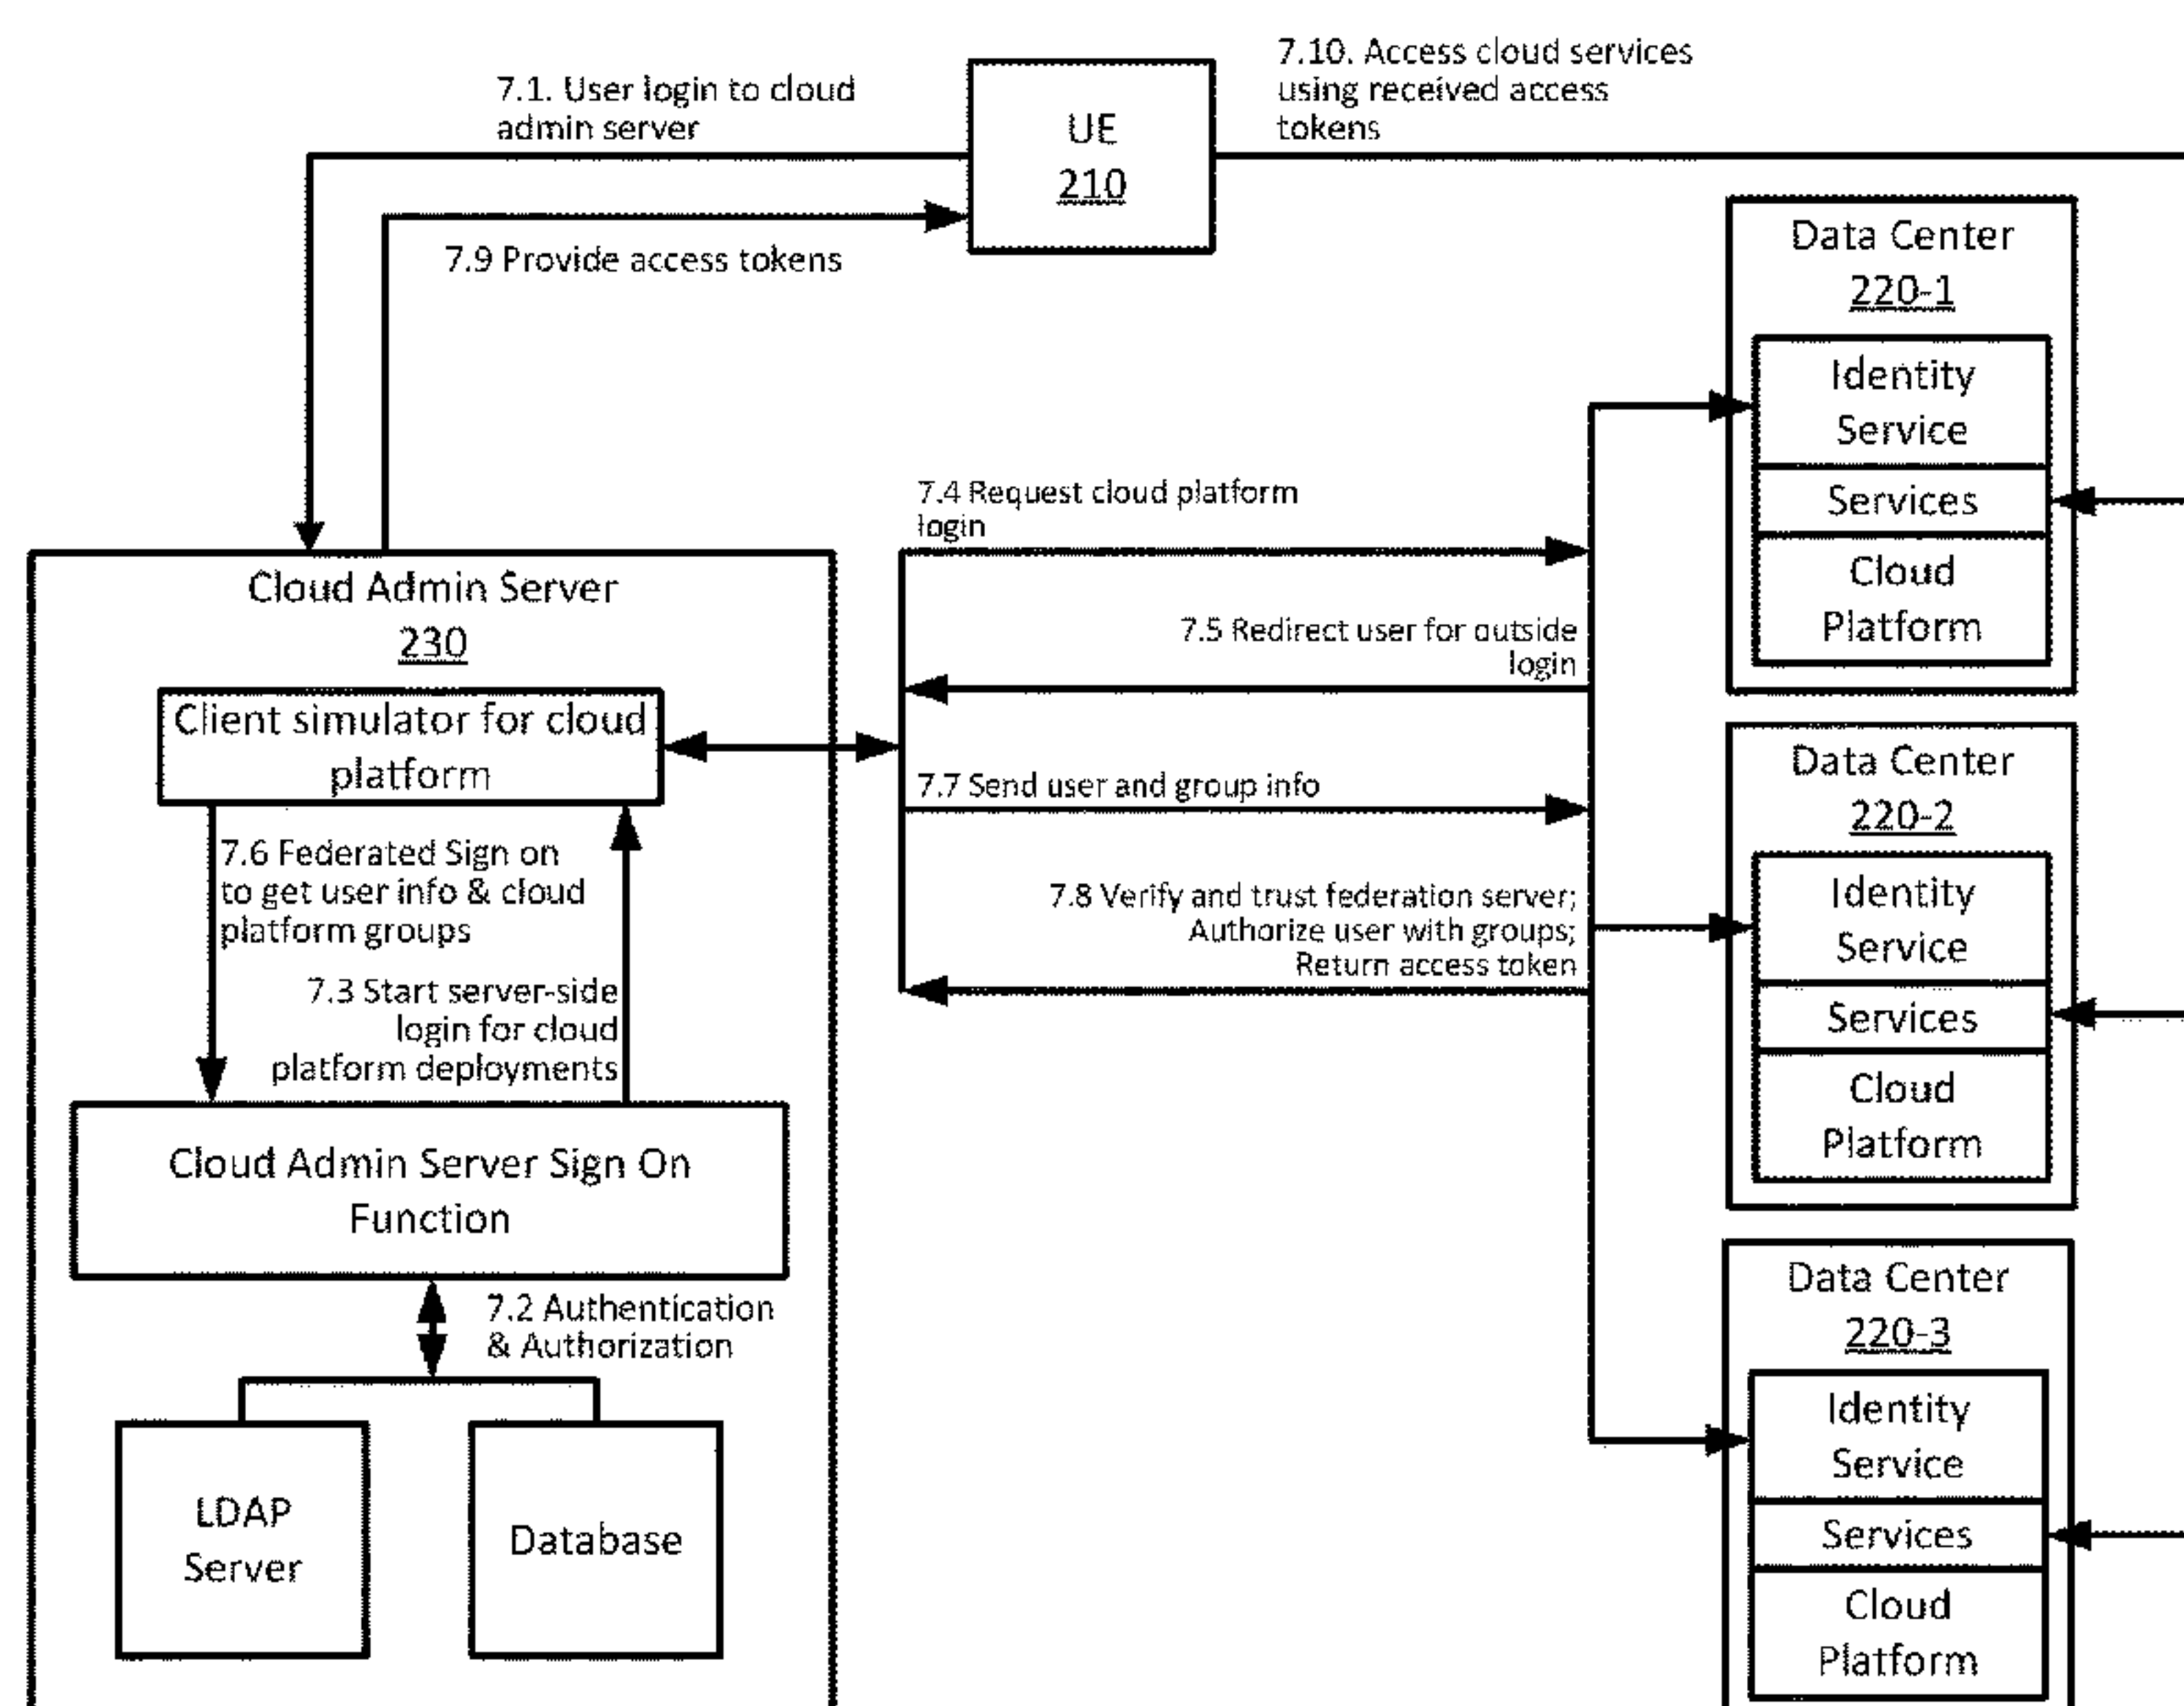 7.1. User login to cloud
admin server
UE
210
7.10. Access cloud services
using received access
tokens
7.9 Provide access tokens
Data Center
220-1
Identity
Service
Services
Cloud
Platform
7.4 Request cloud platform
login
7.5 Redirect user for outside
login
7.7 Send user and group info
7.8 Verify and trust federation server;
Authorize user with groups;
Return access token
Cloud Admin Server
230
Client simulator for cloud
platform
7.6 Federated Sign on
to get user info & cloud
platform groups
7.3 Start server-side
login for cloud
platform deployments
Cloud Admin Server Sign On
Function
7.2 Authentication
& Authorization
LDAP
Server
Database
Data Center
220-2
Identity
Service
Services
Cloud
Platform
Data Center
220-3
Identity
Service
Services
Cloud
Platform